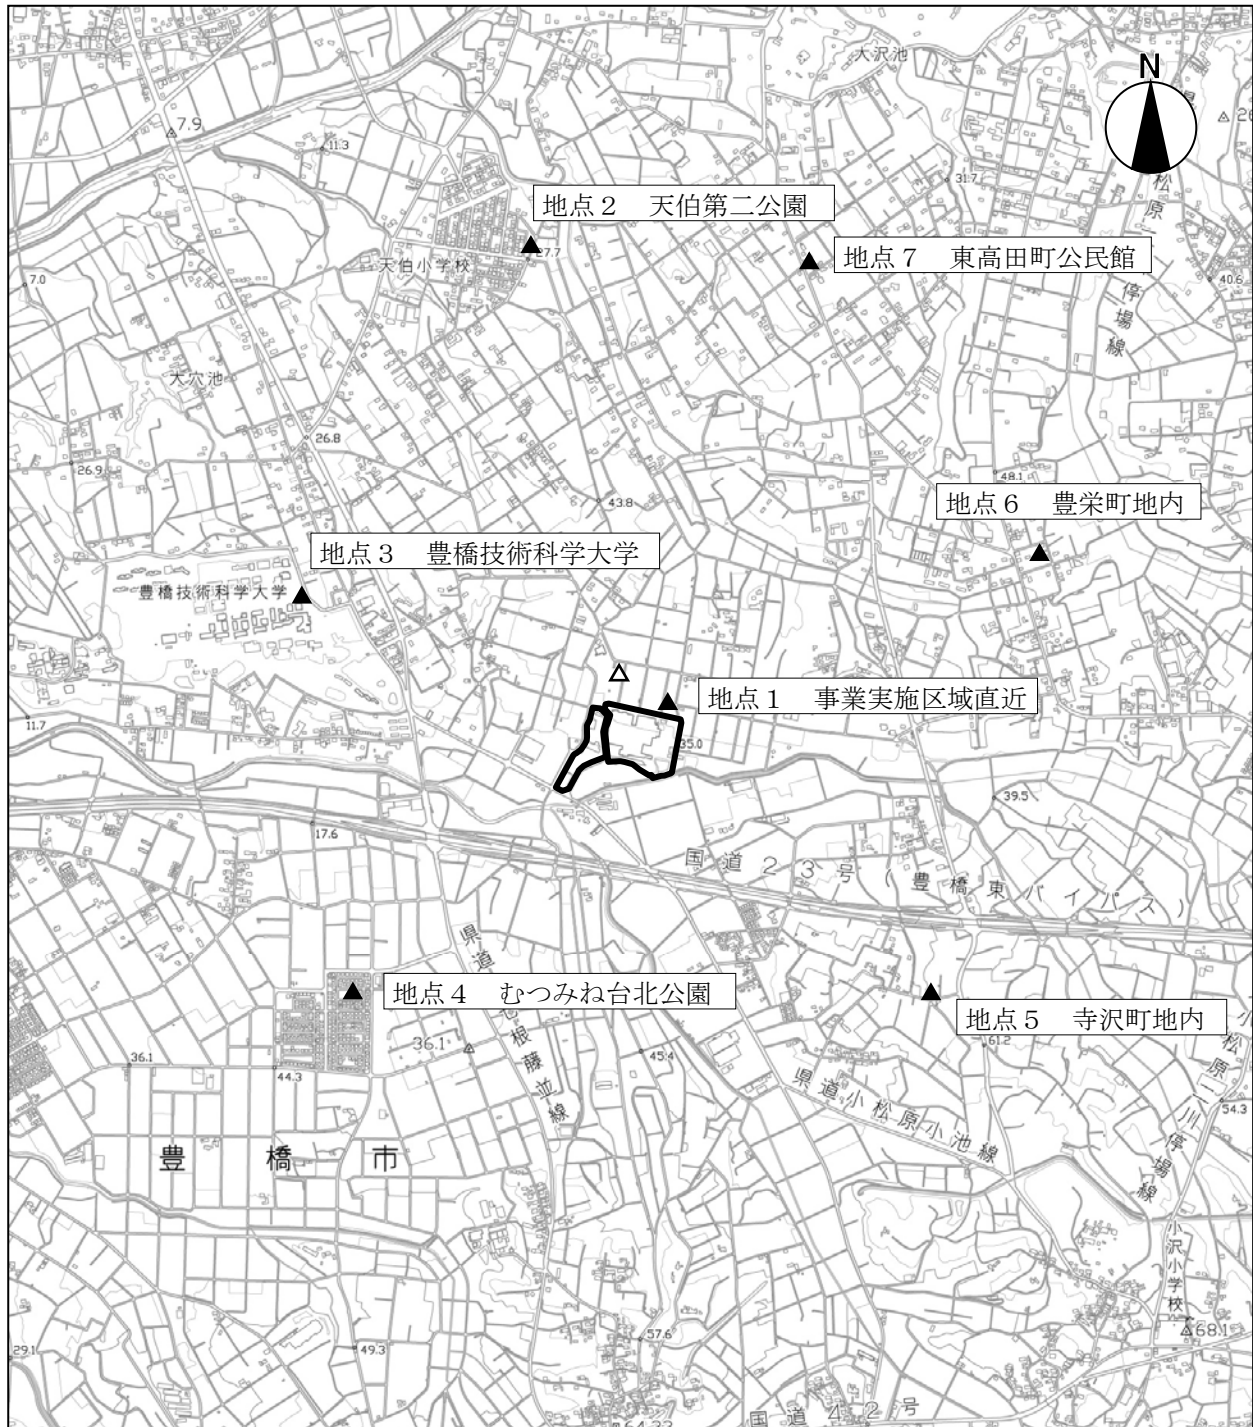 大沢池
N
7.9
26
11.3
31.7
松原
地点２　天伯第二公園
27.7
天伯小学校
地点７　東高田町公民館
7.0
40.6
停場線
大穴池
26.8
26.9
48.1
43.8
地点６　豊栄町地内
地点３　豊橋技術科学大学
豊橋技術科学大学
地点１　事業実施区域直近
11.7
35.0
39.5
17.6
国道２３号(豊橋東バイパス)
県道
根藤並線
地点４　むつみね台北公園
地点５　寺沢町地内
36.1
45.4
61.2
36.1
44.3
県道小松原小池線
小松原二川停場線
54.3
豊橋市
小沢小学校
68.1
57.6
29.1
49.3
国道４２号
64.22